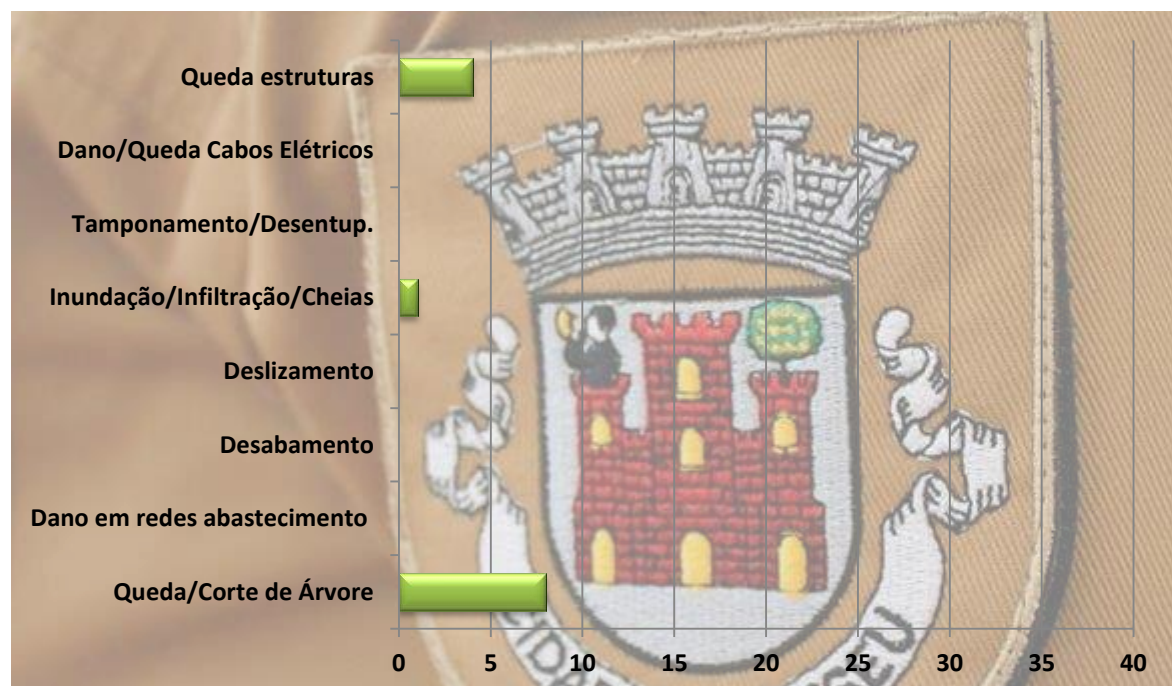 Queda estruturas
Dano/Queda Cabos Elétricos
Tamponamento/Desentup.
Inundação/Infiltração/Cheias
Deslizamento
Desabamento
Dano em redes abastecimento
Queda/Corte de Árvore
0 5 10 15 20 25 30 35 40